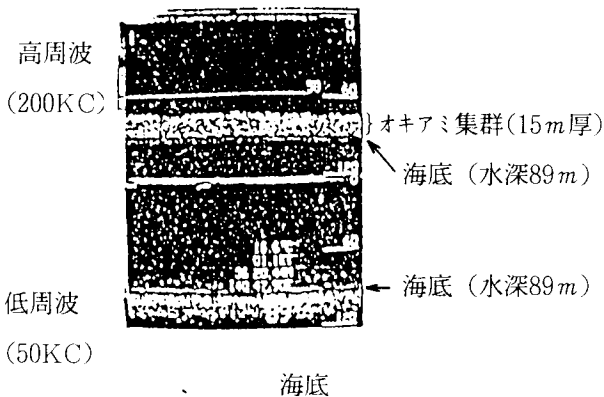 高周波
(200KC)
}オキアミ集群(15m厚)
海底(水深89m)
海底(水深89m)
低周波
(50KC)
海底